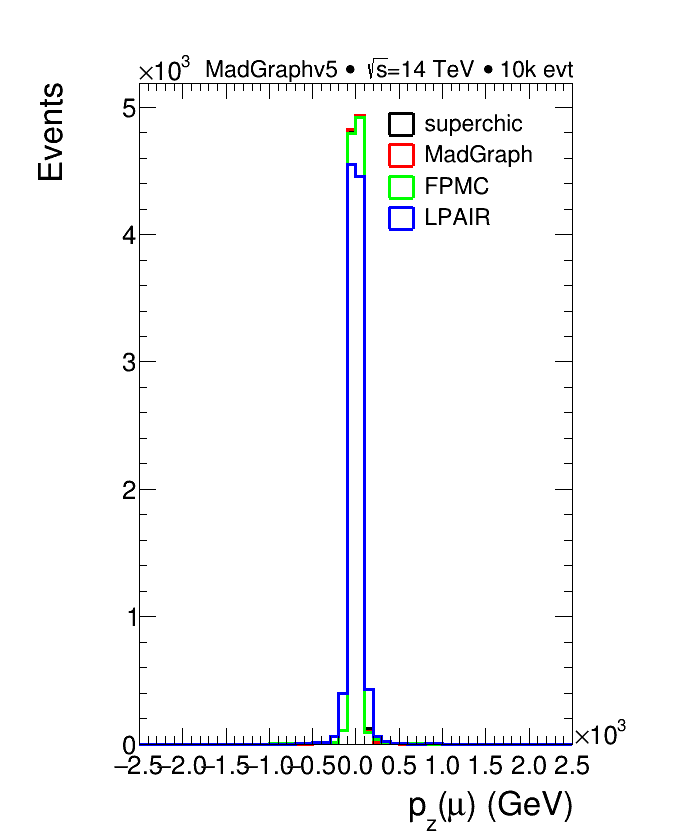 ×10³ MadGraphv5 • √s=14 TeV • 10k evt
Events
superchic
MadGraph
FPMC
LPAIR
5
4
3
2
1
0
−2.5 −2.0 −1.5 −1.0 −0.5 0.0 0.5 1.0 1.5 2.0 2.5
×10³
p_z(μ) (GeV)